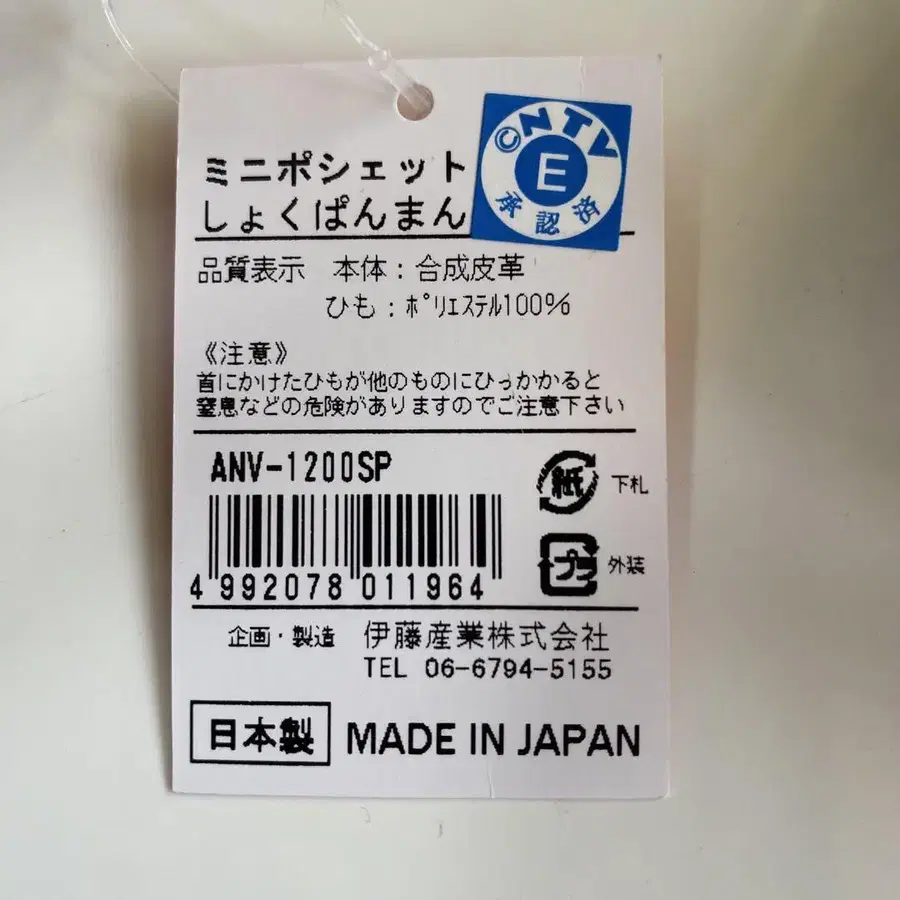 ミニポシェット
しょくぱんまん
©NTV
E
承認済
品質表示　本体：合成皮革
ひも：ﾎﾟﾘｴｽﾃﾙ100%
《注意》
首にかけたひもが他のものにひっかかると
窒息などの危険がありますのでご注意下さい
ANV-1200SP
紙 下札
4 992078 011964
プラ 外装
企画・製造　伊藤産業株式会社
TEL 06-6794-5155
日本製 MADE IN JAPAN